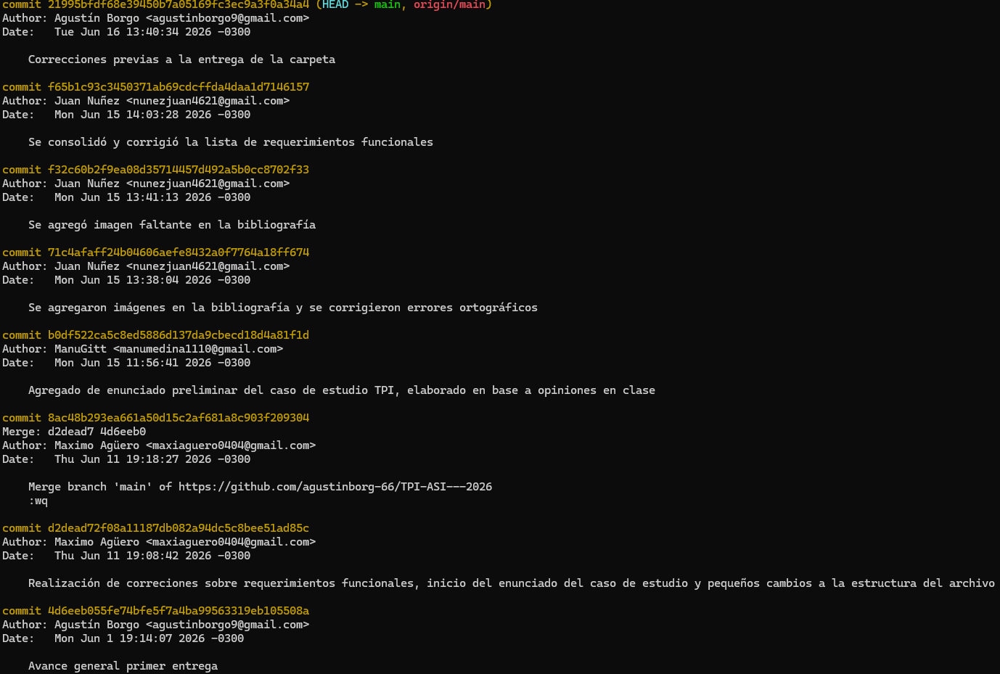 commit 21995bfdf68e39450b7a05169fc3ec9a3f0a34a4 (HEAD -> main, origin/main)
Author: Agustín Borgo <agustinborgo9@gmail.com>
Date:   Tue Jun 16 13:40:34 2026 -0300
Correcciones previas a la entrega de la carpeta
commit f65b1c93c3450371ab69cdcffda4daa1d7146157
Author: Juan Nuñez <nunezjuan4621@gmail.com>
Date:   Mon Jun 15 14:03:28 2026 -0300
Se consolidó y corrigió la lista de requerimientos funcionales
commit f32c60b2f9ea08d35714457d492a5b0cc8702f33
Author: Juan Nuñez <nunezjuan4621@gmail.com>
Date:   Mon Jun 15 13:41:13 2026 -0300
Se agregó imagen faltante en la bibliografía
commit 71c4afaff24b04606aefe8432a0f7764a18ff674
Author: Juan Nuñez <nunezjuan4621@gmail.com>
Date:   Mon Jun 15 13:38:04 2026 -0300
Se agregaron imágenes en la bibliografía y se corrigieron errores ortográficos
commit b0df522ca5c8ed5886d137da9cbecd18d4a81f1d
Author: ManuGitt <manumedina1110@gmail.com>
Date:   Mon Jun 15 11:56:41 2026 -0300
Agregado de enunciado preliminar del caso de estudio TPI, elaborado en base a opiniones en clase
commit 8ac48b293ea661a50d15c2af681a8c903f209304
Merge: d2dead7 4d6eeb0
Author: Maximo Agüero <maxiaguero0404@gmail.com>
Date:   Thu Jun 11 19:18:27 2026 -0300
Merge branch 'main' of https://github.com/agustinborg-66/TPI-ASI---2026
:wq
commit d2dead72f08a11187db082a94dc5c8bee51ad85c
Author: Maximo Agüero <maxiaguero0404@gmail.com>
Date:   Thu Jun 11 19:08:42 2026 -0300
Realización de correciones sobre requerimientos funcionales, inicio del enunciado del caso de estudio y pequeños cambios a la estructura del archivo
commit 4d6eeb055fe74bfe5f7a4ba99563319eb105508a
Author: Agustín Borgo <agustinborgo9@gmail.com>
Date:   Mon Jun 1 19:14:07 2026 -0300
Avance general primer entrega